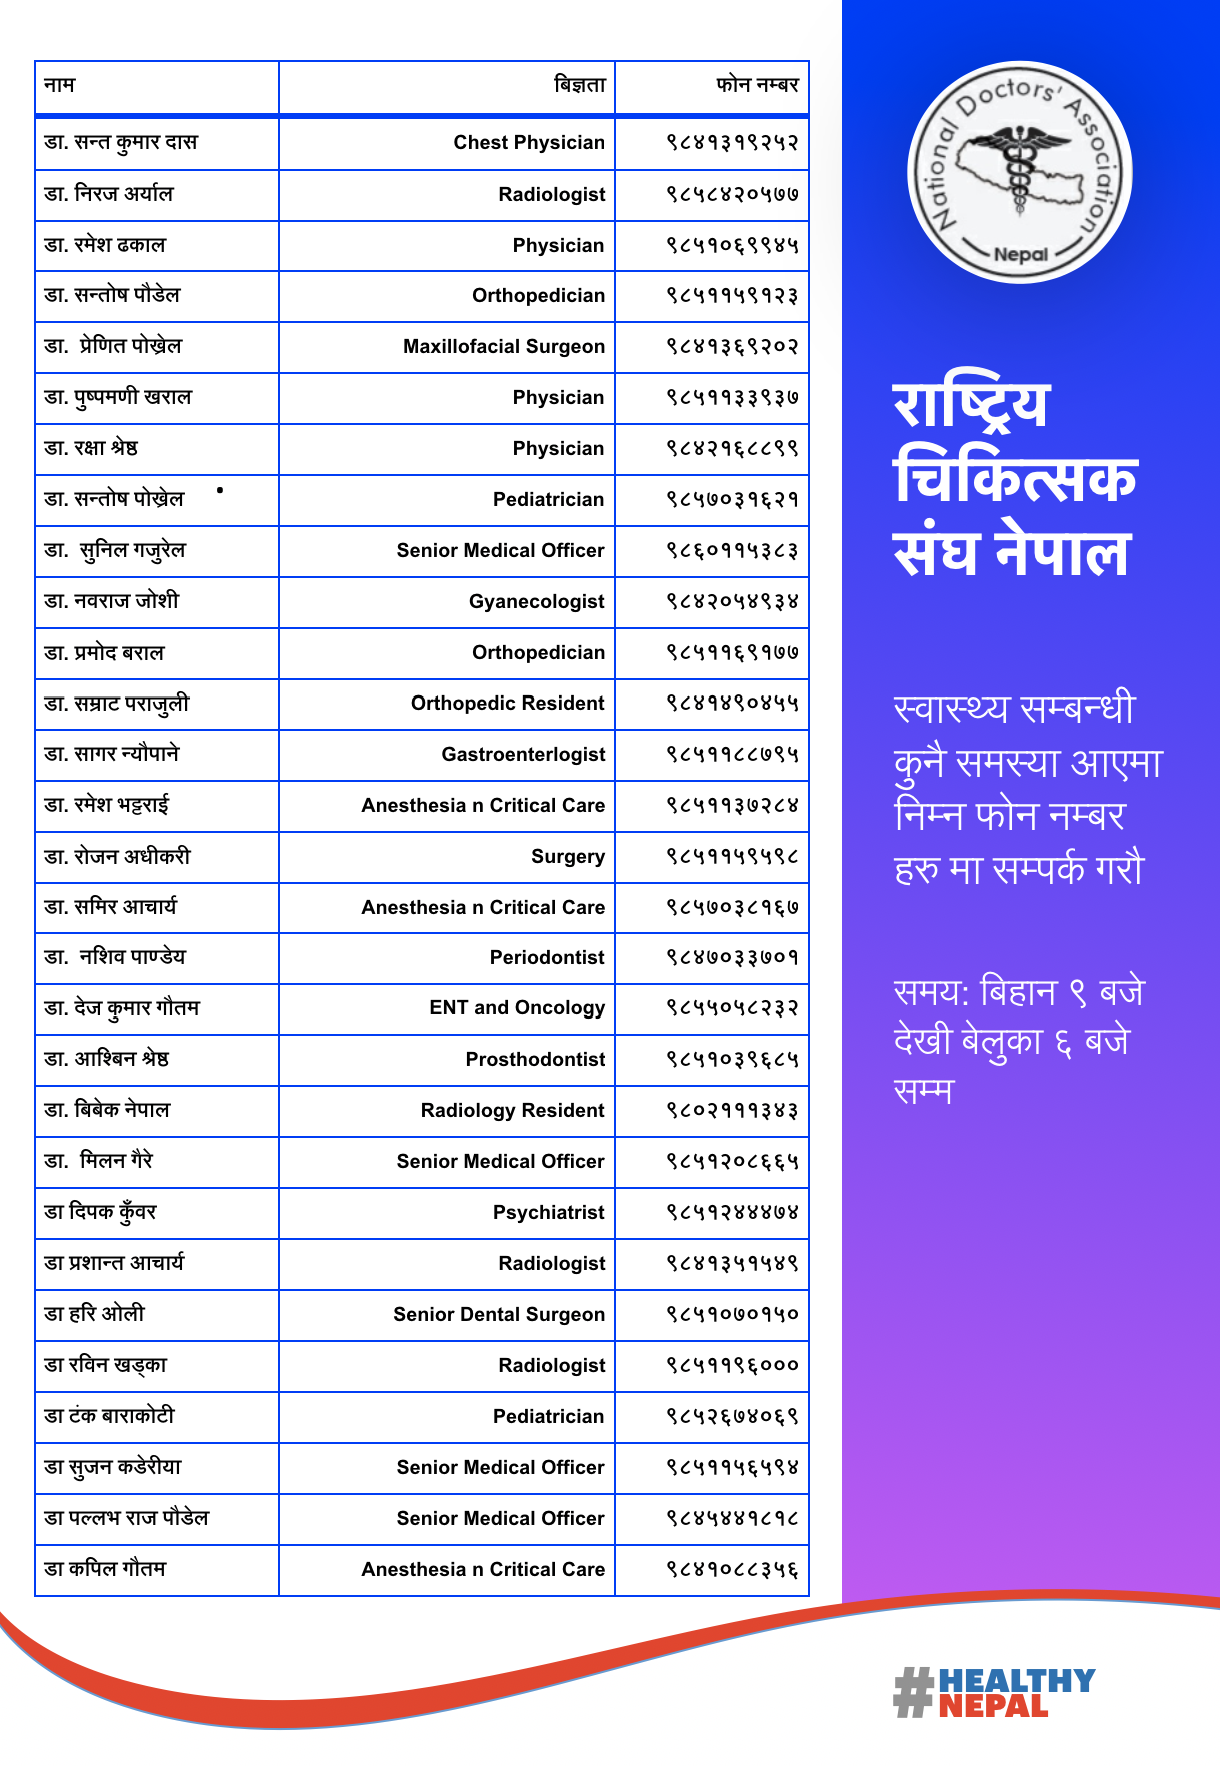 नाम बिज्ञता फोन नम्बर
डा. सन्त कुमार दास Chest Physician ९८४१३१९२५२
डा. निरज अर्याल Radiologist ९८५८४२०५७७
डा. रमेश ढकाल Physician ९८५१०६९९४५
डा. सन्तोष पौडेल Orthopedician ९८५११५९१२३
डा. प्रेणित पोख्रेल Maxillofacial Surgeon ९८४१३६९२०२
डा. पुष्पमणी खराल Physician ९८५११३३९३७
डा. रक्षा श्रेष्ठ Physician ९८४२१६८८९९
डा. सन्तोष पोख्रेल Pediatrician ९८५७०३१६२१
डा. सुनिल गजुरेल Senior Medical Officer ९८६०११५३८३
डा. नवराज जोशी Gyanecologist ९८४२०५४९३४
डा. प्रमोद बराल Orthopedician ९८५११६९१७७
डा. सम्राट पराजुली Orthopedic Resident ९८४१४९०४५५
डा. सागर न्यौपाने Gastroenterlogist ९८५११८८७९५
डा. रमेश भट्टराई Anesthesia n Critical Care ९८५११३७२८४
डा. रोजन अधीकरी Surgery ९८५११५९५९८
डा. समिर आचार्य Anesthesia n Critical Care ९८५७०३८१६७
डा. नशिव पाण्डेय Periodontist ९८४७०३३७०१
डा. देज कुमार गौतम ENT and Oncology ९८५५०५८२३२
डा. आश्बिन श्रेष्ठ Prosthodontist ९८५१०३९६८५
डा. बिबेक नेपाल Radiology Resident ९८०२१११३४३
डा. मिलन गैरे Senior Medical Officer ९८५१२०८६६५
डा दिपक कुँवर Psychiatrist ९८५१२४४४७४
डा प्रशान्त आचार्य Radiologist ९८४१३५१५४९
डा हरि ओली Senior Dental Surgeon ९८५१०७०१५०
डा रविन खड्का Radiologist ९८५११९६०००
डा टंक बाराकोटी Pediatrician ९८५२६७४०६९
डा सुजन कडेरीया Senior Medical Officer ९८५११५६५९४
डा पल्लभ राज पौडेल Senior Medical Officer ९८४५४४१८१८
डा कपिल गौतम Anesthesia n Critical Care ९८४१०८८३५६
National Doctors' Association
Nepal
राष्ट्रिय
चिकित्सक
संघ नेपाल
स्वास्थ्य सम्बन्धी
कुनै समस्या आएमा
निम्न फोन नम्बर
हरु मा सम्पर्क गरौ
समय: बिहान ९ बजे
देखी बेलुका ६ बजे
सम्म
#HEALTHY
NEPAL